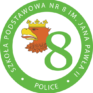 SZKOŁA PODSTAWOWA NR 8 IM. JANA PAWŁA II
8
• POLICE •